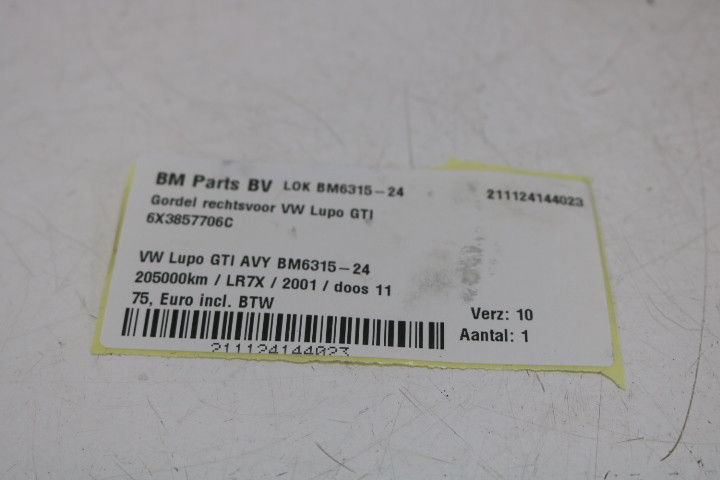 BM Parts BV LOK BM6315-24 211124144023
Gordel rechtsvoor VW Lupo GTI
6X3857706C
VW Lupo GTI AVY BM6315-24
205000km / LR7X / 2001 / doos 11
75, Euro incl. BTW
Verz: 10
Aantal: 1
211124144023